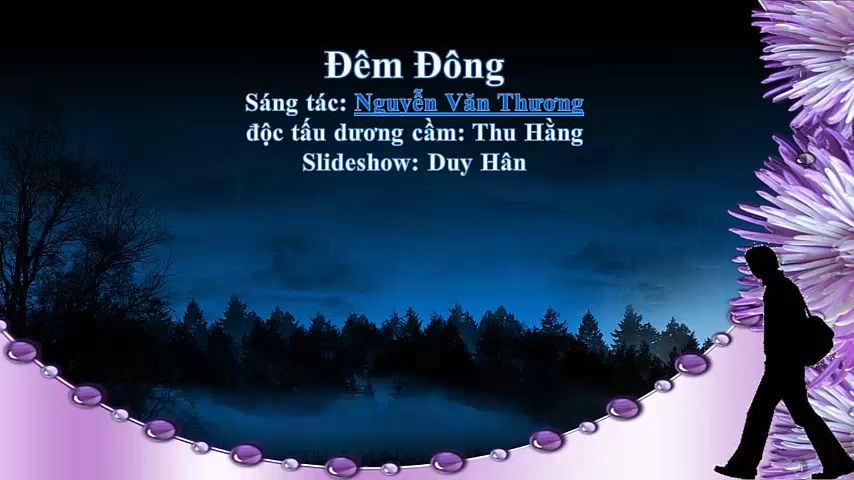 Đêm Đông
Sáng tác: Nguyễn Văn Thương
độc tấu dương cầm: Thu Hằng
Slideshow: Duy Hân